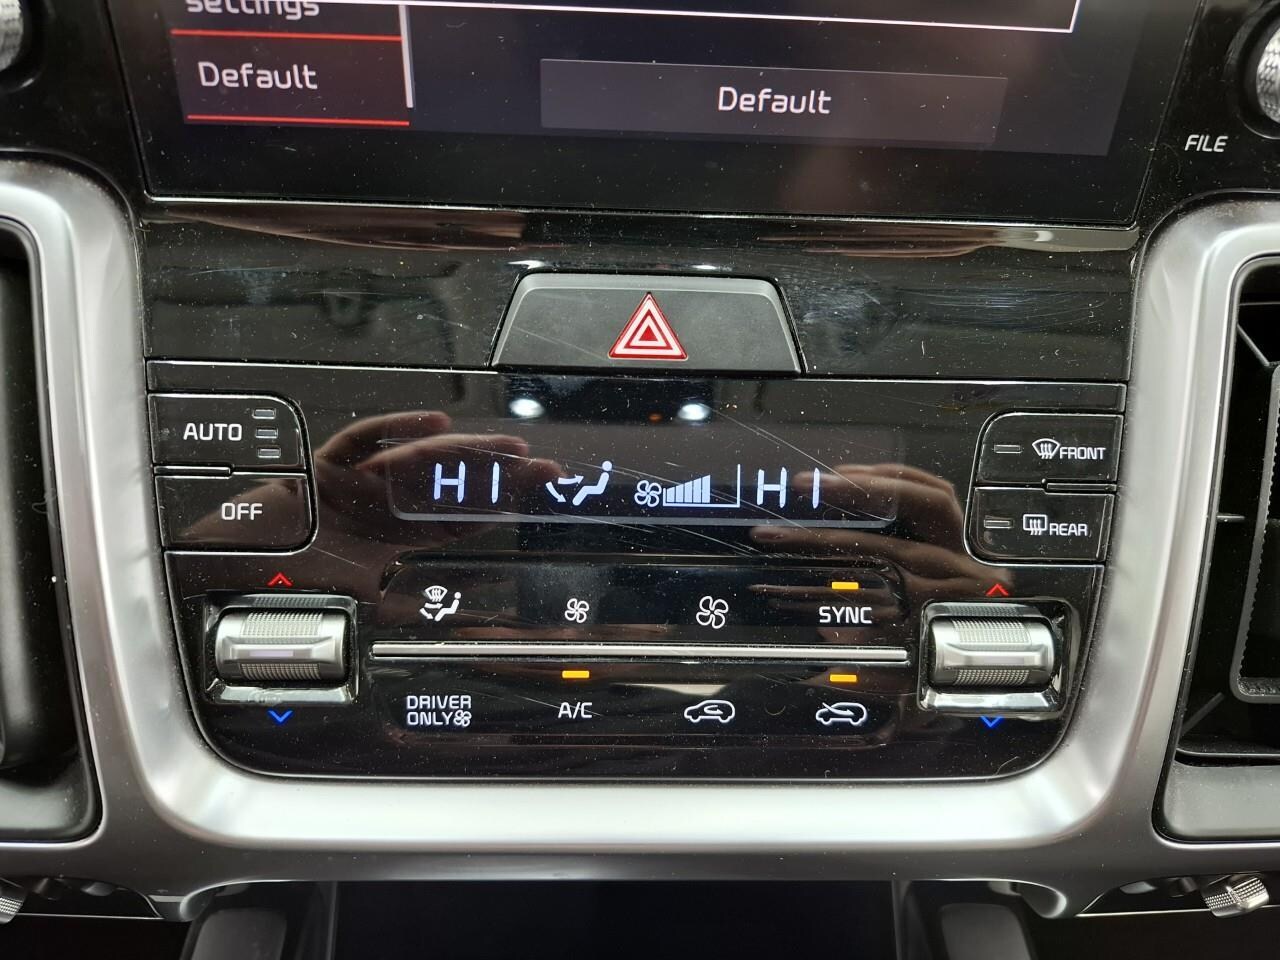 settings
Default
Default
FILE
AUTO
OFF
HI
HI
FRONT
REAR
SYNC
DRIVER
ONLY
A/C